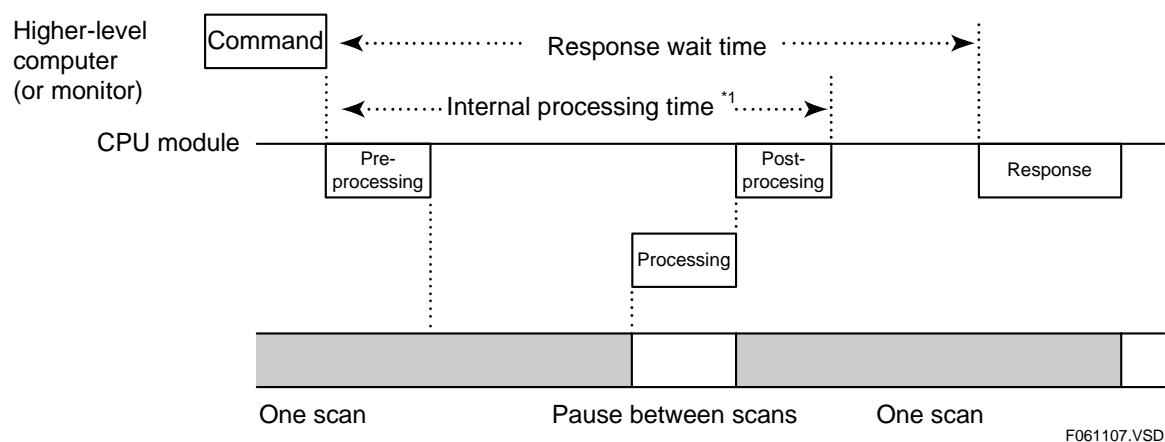 Higher-level
computer
(or monitor)
Command
Response wait time
Internal processing time *1
CPU module
Pre-
processing
Post-
procesing
Response
Processing
One scan
Pause between scans
One scan
F061107.VSD